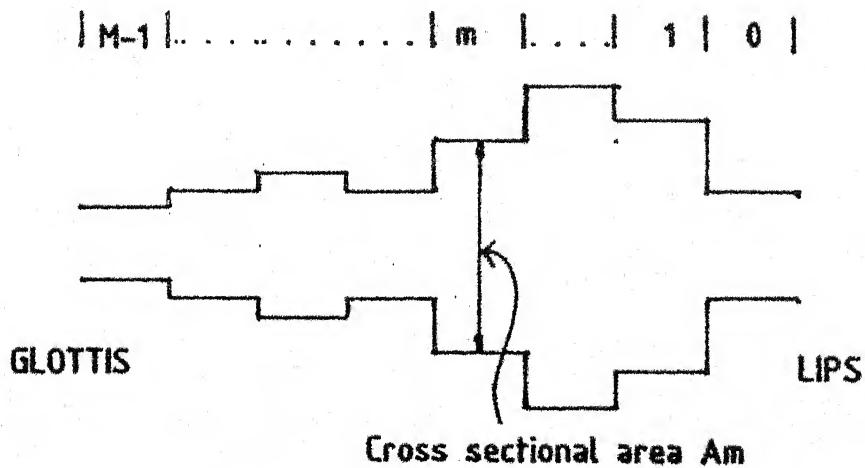 | M-1 |. . . . . . . . . . . | m | . . . . | 1 | 0 |
GLOTTIS
LIPS
Cross sectional area Am